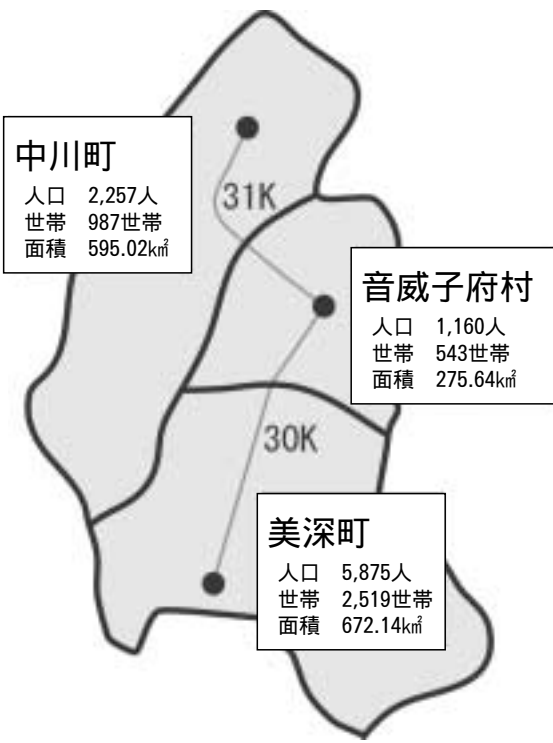 中川町
人口 2,257人
世帯 987世帯
面積 595.02k㎡
31K
音威子府村
人口 1,160人
世帯 543世帯
面積 275.64k㎡
30K
美深町
人口 5,875人
世帯 2,519世帯
面積 672.14k㎡